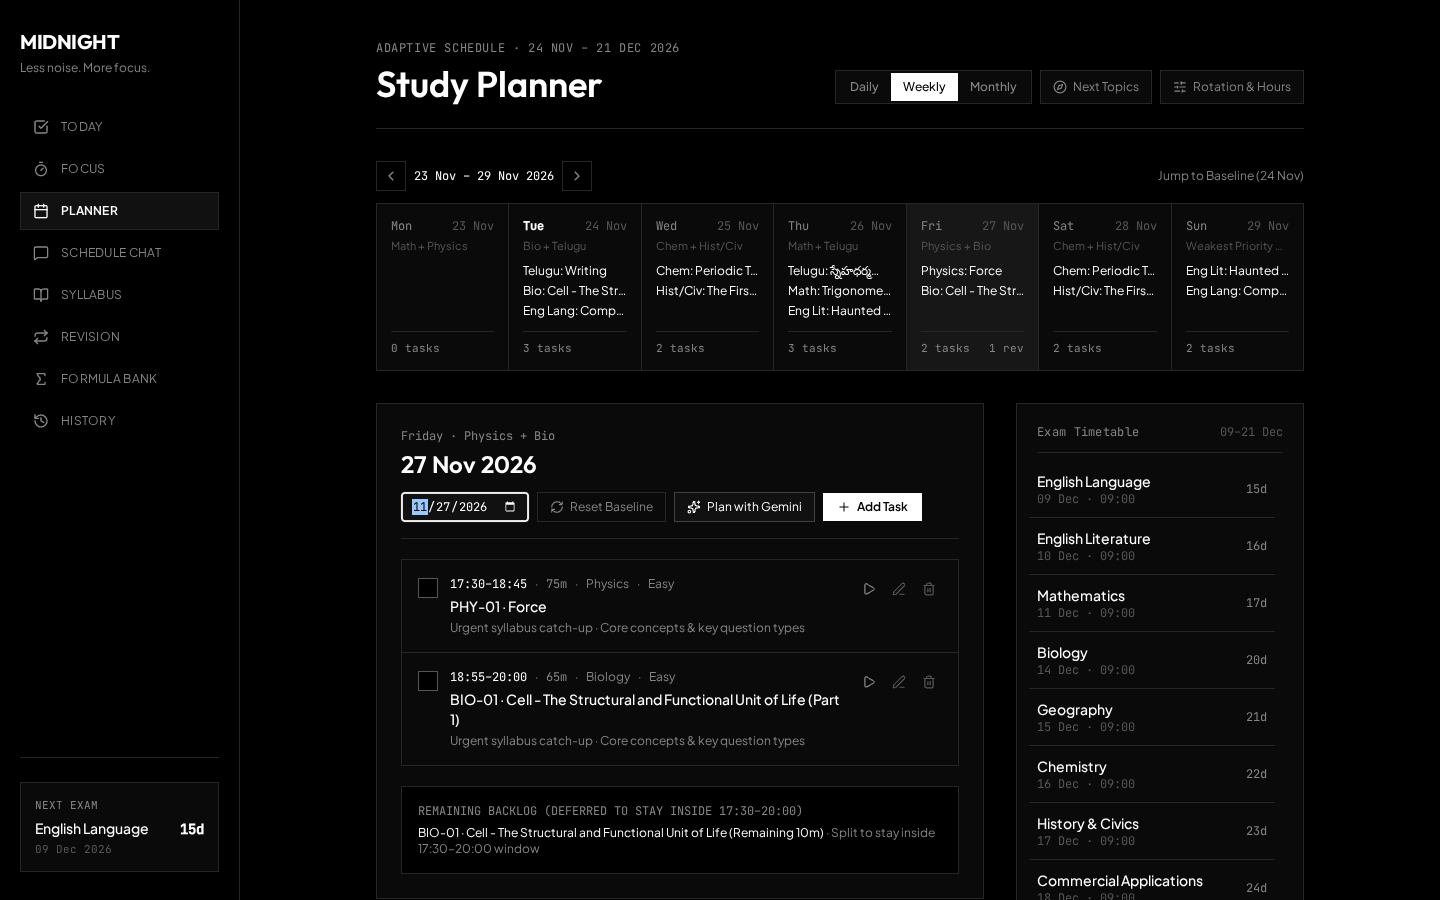 MIDNIGHT
Less noise. More focus.
TODAY
FOCUS
PLANNER
SCHEDULE CHAT
SYLLABUS
REVISION
FORMULA BANK
HISTORY
NEXT EXAM
English Language 15d
09 Dec 2026
ADAPTIVE SCHEDULE · 24 NOV – 21 DEC 2026
Study Planner
Daily Weekly Monthly Next Topics Rotation & Hours
23 Nov – 29 Nov 2026 Jump to Baseline (24 Nov)
Mon 23 Nov
Math + Physics
0 tasks
Tue 24 Nov
Bio + Telugu
Telugu: Writing
Bio: Cell - The Str...
Eng Lang: Comp...
3 tasks
Wed 25 Nov
Chem + Hist/Civ
Chem: Periodic T...
Hist/Civ: The Firs...
2 tasks
Thu 26 Nov
Math + Telugu
Telugu: స్నేహధర్మ...
Math: Trigonome...
Eng Lit: Haunted ...
3 tasks
Fri 27 Nov
Physics + Bio
Physics: Force
Bio: Cell - The Str...
2 tasks 1 rev
Sat 28 Nov
Chem + Hist/Civ
Chem: Periodic T...
Hist/Civ: The Firs...
2 tasks
Sun 29 Nov
Weakest Priority ...
Eng Lit: Haunted ...
Eng Lang: Comp...
2 tasks
Friday · Physics + Bio
27 Nov 2026
11/27/2026 Reset Baseline Plan with Gemini + Add Task
17:30–18:45 · 75m · Physics · Easy
PHY-01 · Force
Urgent syllabus catch-up · Core concepts & key question types
18:55–20:00 · 65m · Biology · Easy
BIO-01 · Cell - The Structural and Functional Unit of Life (Part
1)
Urgent syllabus catch-up · Core concepts & key question types
REMAINING BACKLOG (DEFERRED TO STAY INSIDE 17:30–20:00)
BIO-01 · Cell - The Structural and Functional Unit of Life (Remaining 10m) · Split to stay inside
17:30–20:00 window
Exam Timetable 09–21 Dec
English Language 15d
09 Dec · 09:00
English Literature 16d
10 Dec · 09:00
Mathematics 17d
11 Dec · 09:00
Biology 20d
14 Dec · 09:00
Geography 21d
15 Dec · 09:00
Chemistry 22d
16 Dec · 09:00
History & Civics 23d
17 Dec · 09:00
Commercial Applications 24d
18 Dec · 09:00